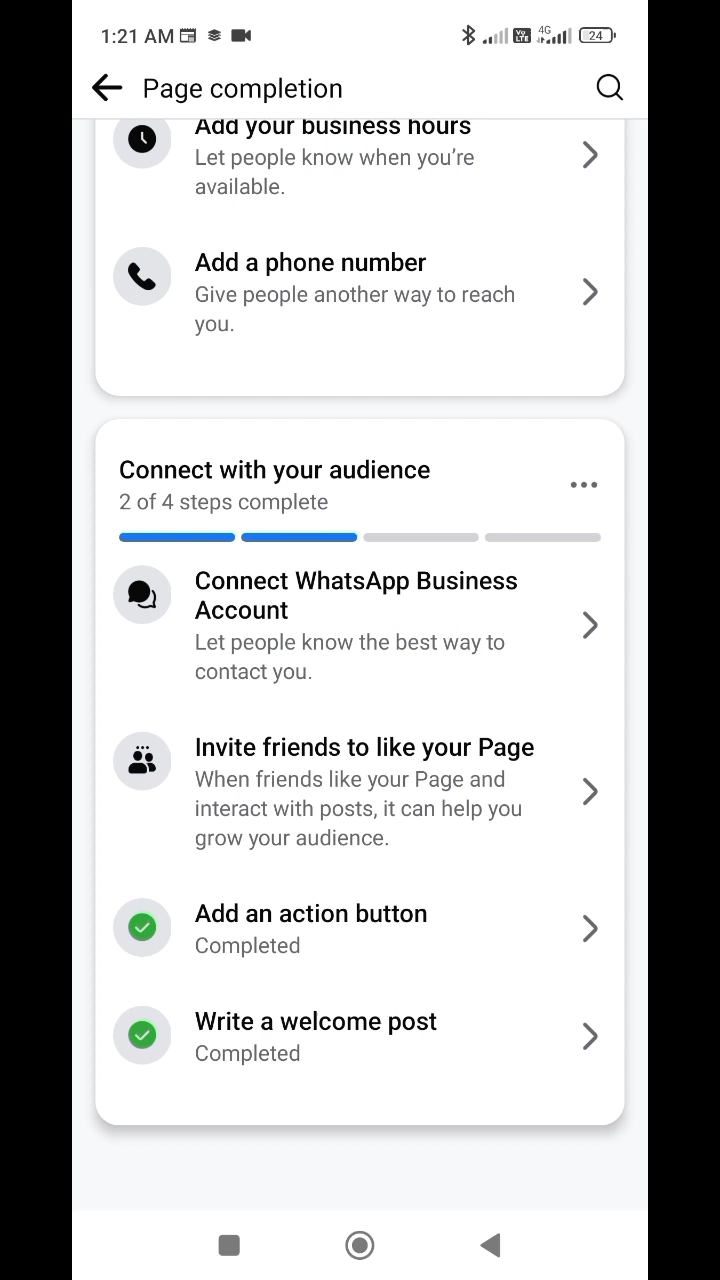 1:21 AM
Vo LTE 4G 24
Page completion
Add your business hours
Let people know when you’re
available.
Add a phone number
Give people another way to reach
you.
Connect with your audience
2 of 4 steps complete
Connect WhatsApp Business
Account
Let people know the best way to
contact you.
Invite friends to like your Page
When friends like your Page and
interact with posts, it can help you
grow your audience.
Add an action button
Completed
Write a welcome post
Completed